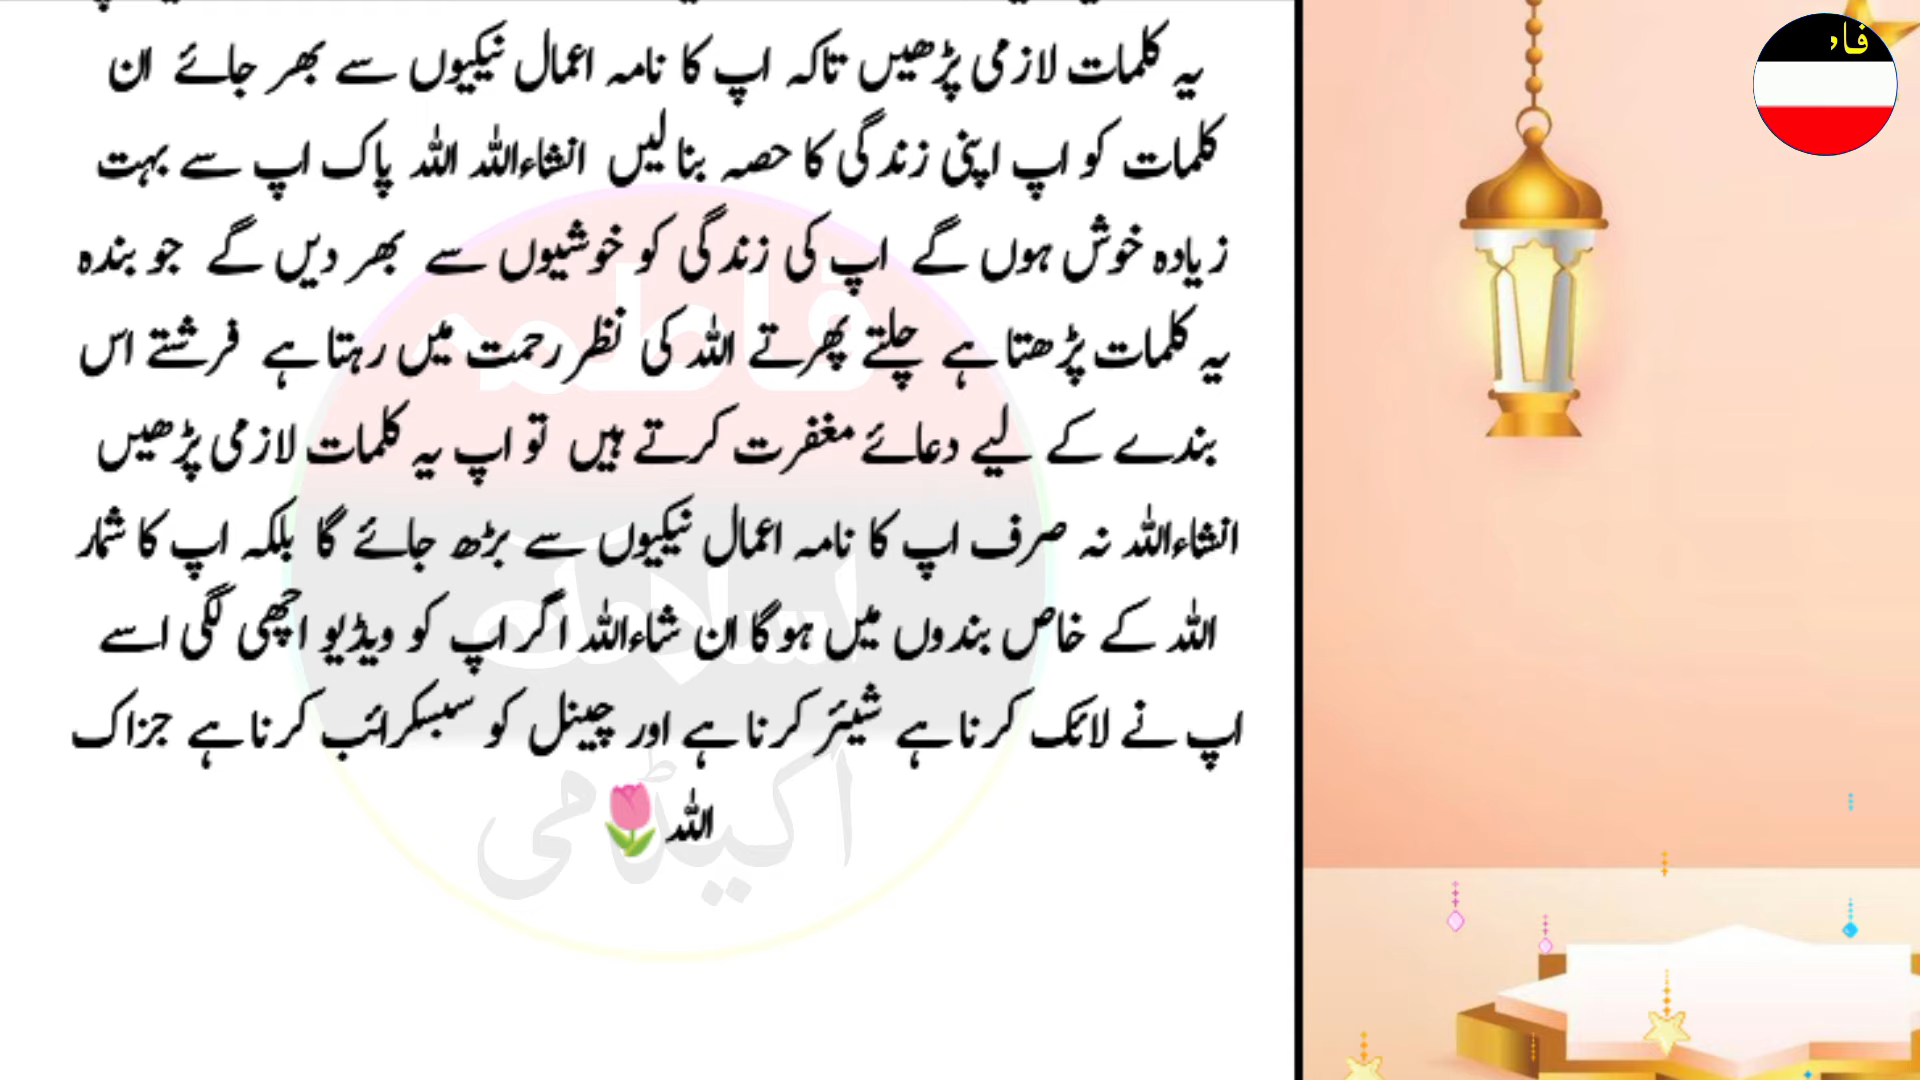 یہ کلمات لازمی پڑھیں تاکہ اپ کا نامہ اعمال نیکیوں سے بھر جائے ان
کلمات کو اپ اپنی زندگی کا حصہ بنا لیں انشاءاللہ اللہ پاک اپ سے بہت
زیادہ خوش ہوں گے اپ کی زندگی کو خوشیوں سے بھر دیں گے جو بندہ
یہ کلمات پڑھتا ہے چلتے پھرتے اللہ کی نظر رحمت میں رہتا ہے فرشتے اس
بندے کے لیے دعائے مغفرت کرتے ہیں تو اپ یہ کلمات لازمی پڑھیں
انشاءاللہ نہ صرف اپ کا نامہ اعمال نیکیوں سے بڑھ جائے گا بلکہ اپ کا شمار
اللہ کے خاص بندوں میں ہو گا ان شاءاللہ اگر اپ کو ویڈیو اچھی لگی اسے
اپ نے لائک کرنا ہے شیئر کرنا ہے اور چینل کو سبسکرائب کرنا ہے جزاک
اللہ🌷
فاطمہ
اسلامک
اکیڈمی